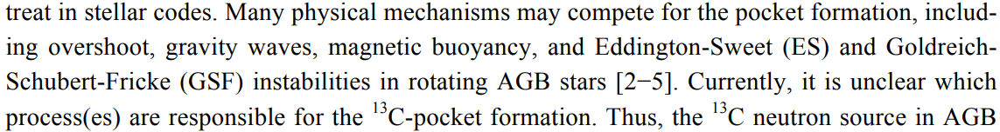 treat in stellar codes. Many physical mechanisms may compete for the pocket formation, includ-
ing overshoot, gravity waves, magnetic buoyancy, and Eddington-Sweet (ES) and Goldreich-
Schubert-Fricke (GSF) instabilities in rotating AGB stars [2−5]. Currently, it is unclear which
process(es) are responsible for the ¹³C-pocket formation. Thus, the ¹³C neutron source in AGB